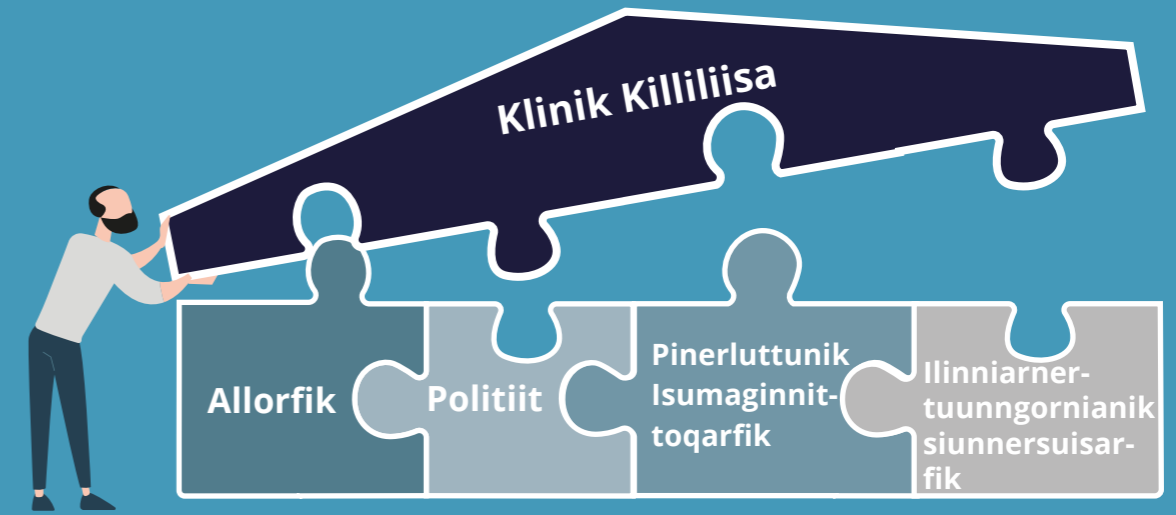 Klinik Killiliisa
Allorfik
Politiit
Pinerluttunik
Isumaginnit-
toqarfik
Ilinniarner-
tuunngornianik
siunnersuisar-
fik